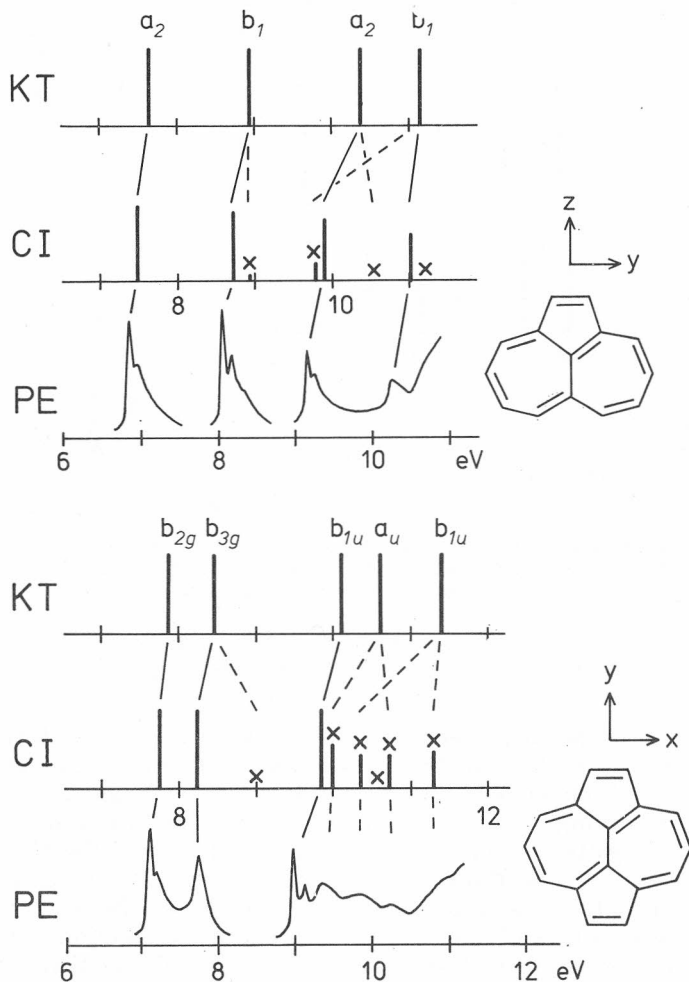 a2 b1 a2 b1
KT
z
CI × × × ×
y
8 10
PE
6 8 10 eV
b2g b3g b1u au b1u
KT
y
CI × × × × × ×
x
8 12
PE
6 8 10 12 eV